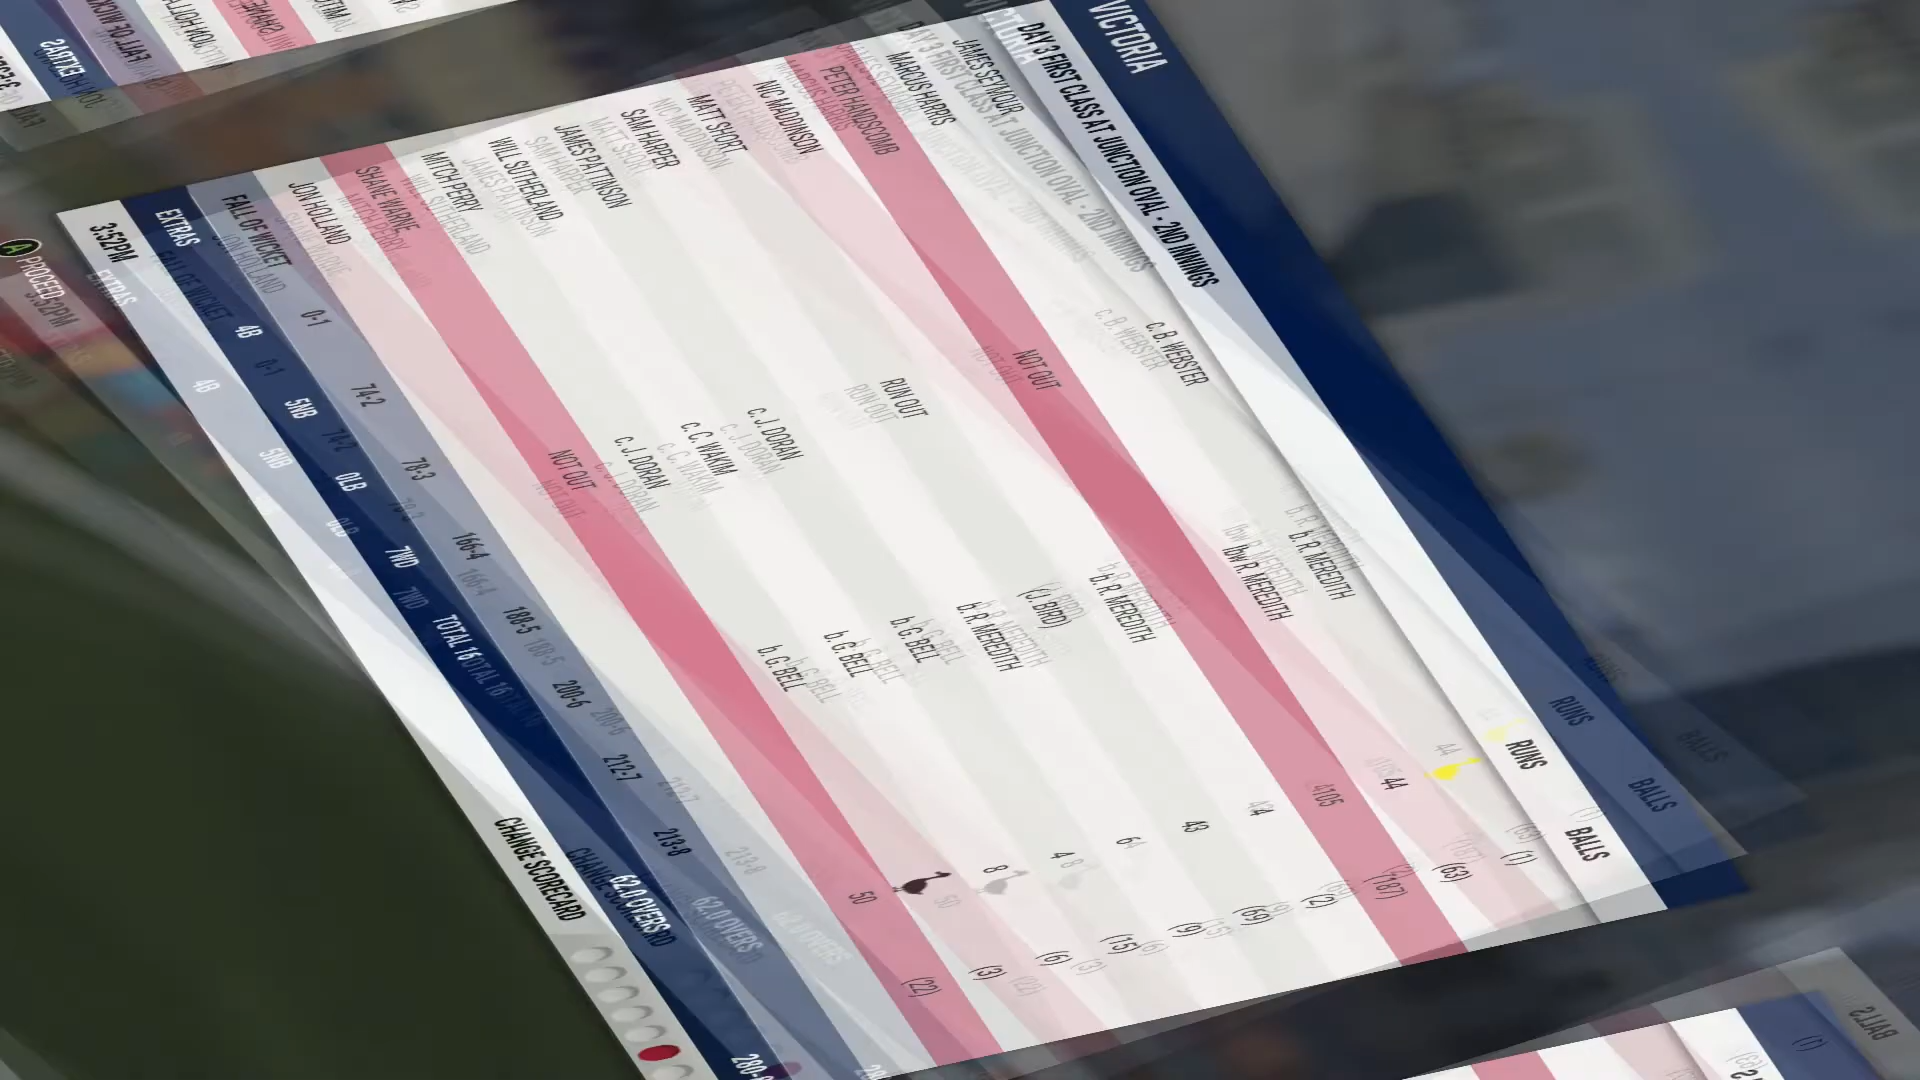 VICTORIA
DAY 3 FIRST CLASS AT JUNCTION OVAL - 2ND INNINGS RUNS BALLS
JAMES SEYMOUR c. B. WEBSTER b. R. MEREDITH (1)
MARCUS HARRIS lbw R. MEREDITH 44 (63)
PETER HANDSCOMB NOT OUT 105 (187)
NIC MADDINSON b. R. MEREDITH 4 (2)
MATT SHORT RUN OUT (J. BIRD) 43 (69)
SAM HARPER c. J. DORAN b. R. MEREDITH 6 (9)
JAMES PATTINSON c. C. WAKIM b. G. BELL 4 (15)
WILL SUTHERLAND c. J. DORAN b. G. BELL 8 (6)
MITCH PERRY b. G. BELL (3)
SHANE WARNE NOT OUT 50 (22)
JON HOLLAND
FALL OF WICKET 0-1 74-2 78-3 166-4 188-5 200-6 212-7 213-8
EXTRAS 4B 5NB 0LB 7WD TOTAL 16 62.0 OVERS
3:52PM CHANGE SCORECARD
A PROCEED